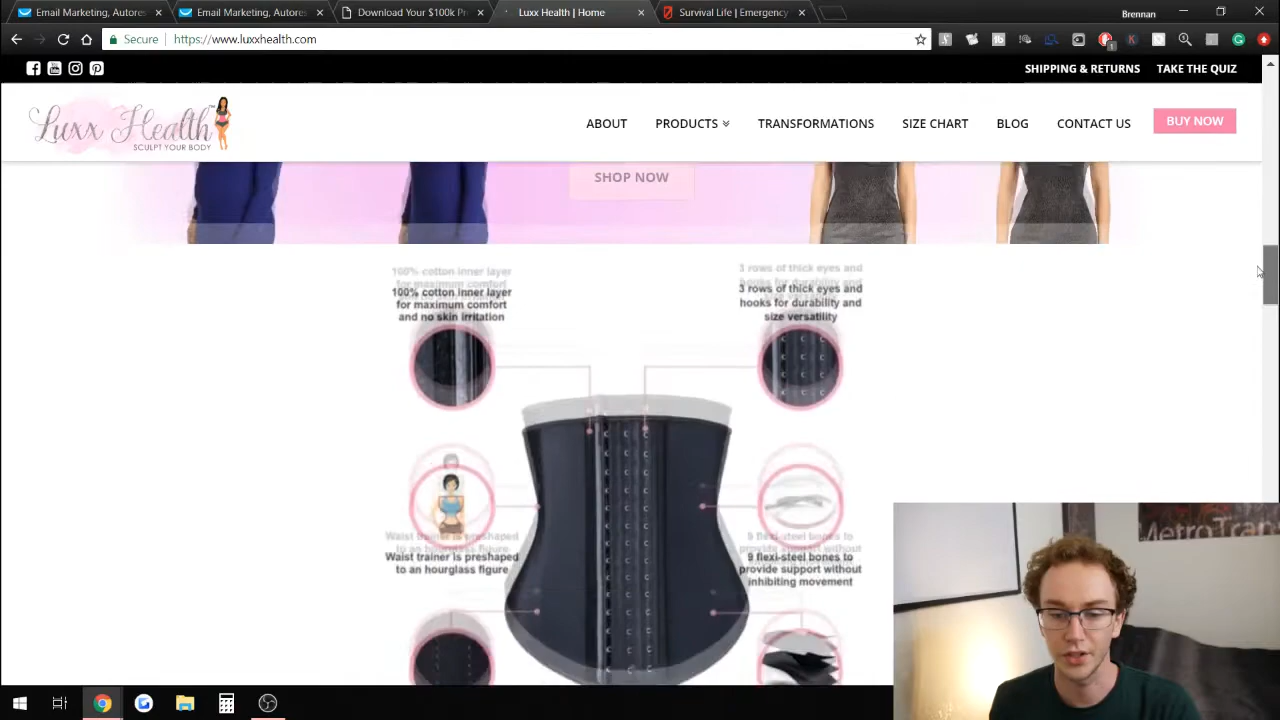 Email Marketing, Autores
Email Marketing, Autores
Download Your $100k Pr
Luxx Health | Home
Survival Life | Emergency
Brennan
Secure
https://www.luxxhealth.com
SHIPPING & RETURNS
TAKE THE QUIZ
Luxx Health
SCULPT YOUR BODY
ABOUT
PRODUCTS
TRANSFORMATIONS
SIZE CHART
BLOG
CONTACT US
BUY NOW
SHOP NOW
100% cotton inner layer
for maximum comfort
and no skin irritation
3 rows of thick eyes and
hooks for durability and
size versatility
Waist trainer is preshaped
to an hourglass figure
9 flexi-steel bones to
provide support without
inhibiting movement
MetroTran